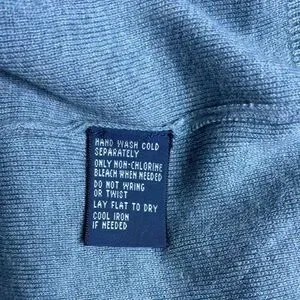 HAND WASH COLD
SEPARATELY
ONLY NON-CHLORINE
BLEACH WHEN NEEDED
DO NOT WRING
OR TWIST
LAY FLAT TO DRY
COOL IRON
IF NEEDED